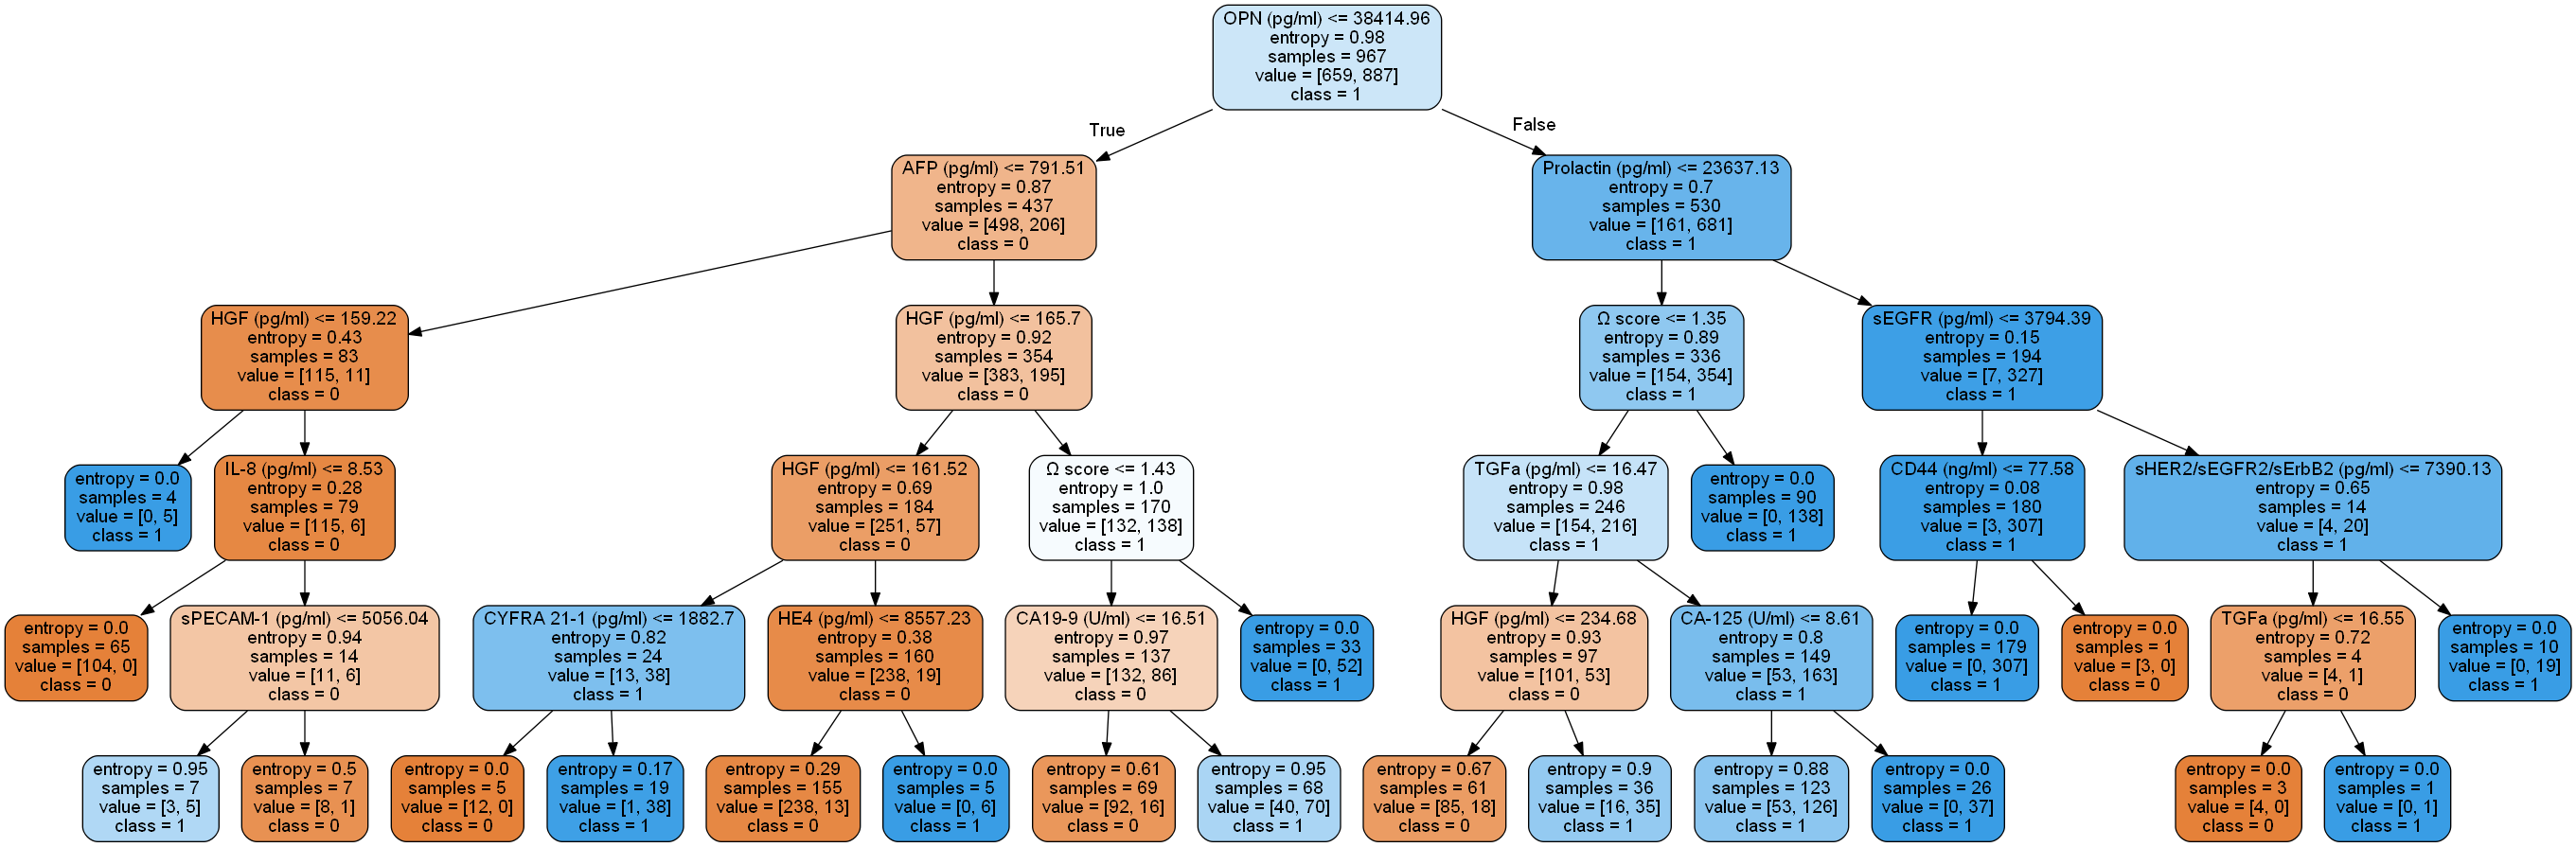 OPN (pg/ml) <= 38414.96
entropy = 0.98
samples = 967
value = [659, 887]
class = 1
True
False
AFP (pg/ml) <= 791.51
entropy = 0.87
samples = 437
value = [498, 206]
class = 0
Prolactin (pg/ml) <= 23637.13
entropy = 0.7
samples = 530
value = [161, 681]
class = 1
HGF (pg/ml) <= 159.22
entropy = 0.43
samples = 83
value = [115, 11]
class = 0
HGF (pg/ml) <= 165.7
entropy = 0.92
samples = 354
value = [383, 195]
class = 0
Ω score <= 1.35
entropy = 0.89
samples = 336
value = [154, 354]
class = 1
sEGFR (pg/ml) <= 3794.39
entropy = 0.15
samples = 194
value = [7, 327]
class = 1
entropy = 0.0
samples = 4
value = [0, 5]
class = 1
IL-8 (pg/ml) <= 8.53
entropy = 0.28
samples = 79
value = [115, 6]
class = 0
HGF (pg/ml) <= 161.52
entropy = 0.69
samples = 184
value = [251, 57]
class = 0
Ω score <= 1.43
entropy = 1.0
samples = 170
value = [132, 138]
class = 1
TGFa (pg/ml) <= 16.47
entropy = 0.98
samples = 246
value = [154, 216]
class = 1
entropy = 0.0
samples = 90
value = [0, 138]
class = 1
CD44 (ng/ml) <= 77.58
entropy = 0.08
samples = 180
value = [3, 307]
class = 1
sHER2/sEGFR2/sErbB2 (pg/ml) <= 7390.13
entropy = 0.65
samples = 14
value = [4, 20]
class = 1
entropy = 0.0
samples = 65
value = [104, 0]
class = 0
sPECAM-1 (pg/ml) <= 5056.04
entropy = 0.94
samples = 14
value = [11, 6]
class = 0
CYFRA 21-1 (pg/ml) <= 1882.7
entropy = 0.82
samples = 24
value = [13, 38]
class = 1
HE4 (pg/ml) <= 8557.23
entropy = 0.38
samples = 160
value = [238, 19]
class = 0
CA19-9 (U/ml) <= 16.51
entropy = 0.97
samples = 137
value = [132, 86]
class = 0
entropy = 0.0
samples = 33
value = [0, 52]
class = 1
HGF (pg/ml) <= 234.68
entropy = 0.93
samples = 97
value = [101, 53]
class = 0
CA-125 (U/ml) <= 8.61
entropy = 0.8
samples = 149
value = [53, 163]
class = 1
entropy = 0.0
samples = 179
value = [0, 307]
class = 1
entropy = 0.0
samples = 1
value = [3, 0]
class = 0
TGFa (pg/ml) <= 16.55
entropy = 0.72
samples = 4
value = [4, 1]
class = 0
entropy = 0.0
samples = 10
value = [0, 19]
class = 1
entropy = 0.95
samples = 7
value = [3, 5]
class = 1
entropy = 0.5
samples = 7
value = [8, 1]
class = 0
entropy = 0.0
samples = 5
value = [12, 0]
class = 0
entropy = 0.17
samples = 19
value = [1, 38]
class = 1
entropy = 0.29
samples = 155
value = [238, 13]
class = 0
entropy = 0.0
samples = 5
value = [0, 6]
class = 1
entropy = 0.61
samples = 69
value = [92, 16]
class = 0
entropy = 0.95
samples = 68
value = [40, 70]
class = 1
entropy = 0.67
samples = 61
value = [85, 18]
class = 0
entropy = 0.9
samples = 36
value = [16, 35]
class = 1
entropy = 0.88
samples = 123
value = [53, 126]
class = 1
entropy = 0.0
samples = 26
value = [0, 37]
class = 1
entropy = 0.0
samples = 3
value = [4, 0]
class = 0
entropy = 0.0
samples = 1
value = [0, 1]
class = 1